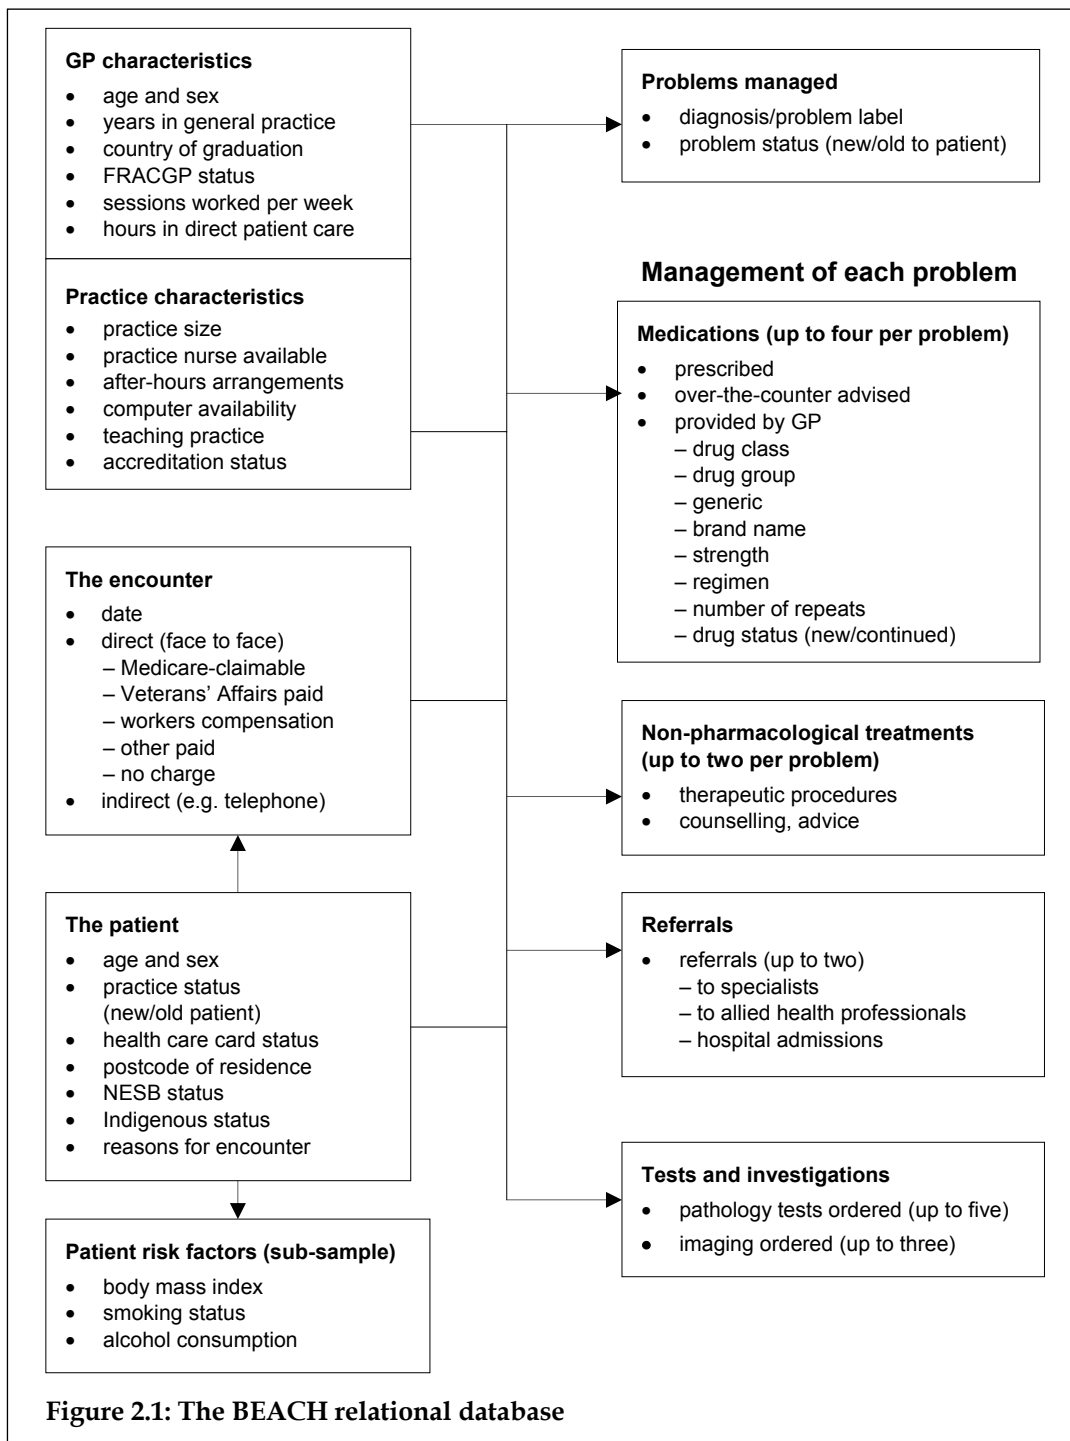 GP characteristics
• age and sex
• years in general practice
• country of graduation
• FRACGP status
• sessions worked per week
• hours in direct patient care
Practice characteristics
• practice size
• practice nurse available
• after-hours arrangements
• computer availability
• teaching practice
• accreditation status
The encounter
• date
• direct (face to face)
– Medicare-claimable
– Veterans’ Affairs paid
– workers compensation
– other paid
– no charge
• indirect (e.g. telephone)
The patient
• age and sex
• practice status
(new/old patient)
• health care card status
• postcode of residence
• NESB status
• Indigenous status
• reasons for encounter
Patient risk factors (sub-sample)
• body mass index
• smoking status
• alcohol consumption
Problems managed
• diagnosis/problem label
• problem status (new/old to patient)
Management of each problem
Medications (up to four per problem)
• prescribed
• over-the-counter advised
• provided by GP
– drug class
– drug group
– generic
– brand name
– strength
– regimen
– number of repeats
– drug status (new/continued)
Non-pharmacological treatments
(up to two per problem)
• therapeutic procedures
• counselling, advice
Referrals
• referrals (up to two)
– to specialists
– to allied health professionals
– hospital admissions
Tests and investigations
• pathology tests ordered (up to five)
• imaging ordered (up to three)
Figure 2.1: The BEACH relational database